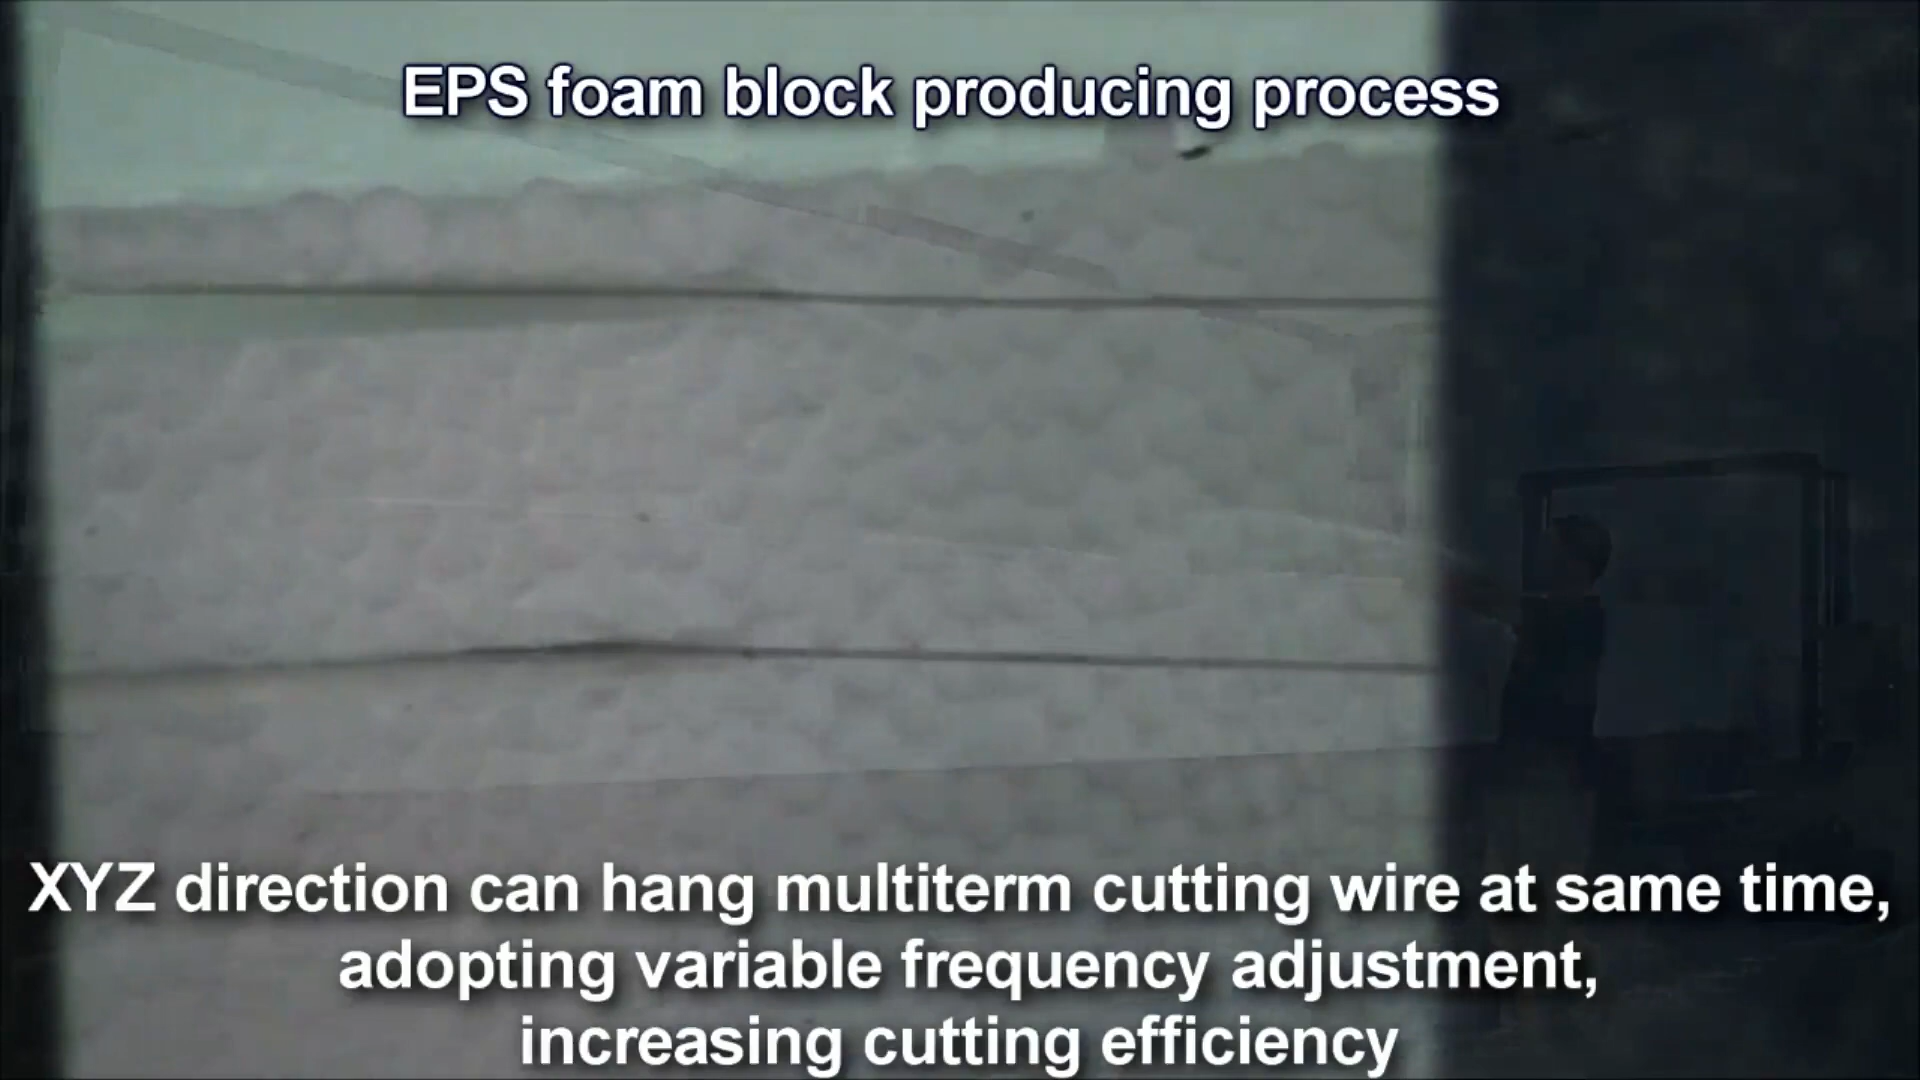 EPS foam block producing process
XYZ direction can hang multiterm cutting wire at same time,
adopting variable frequency adjustment,
increasing cutting efficiency